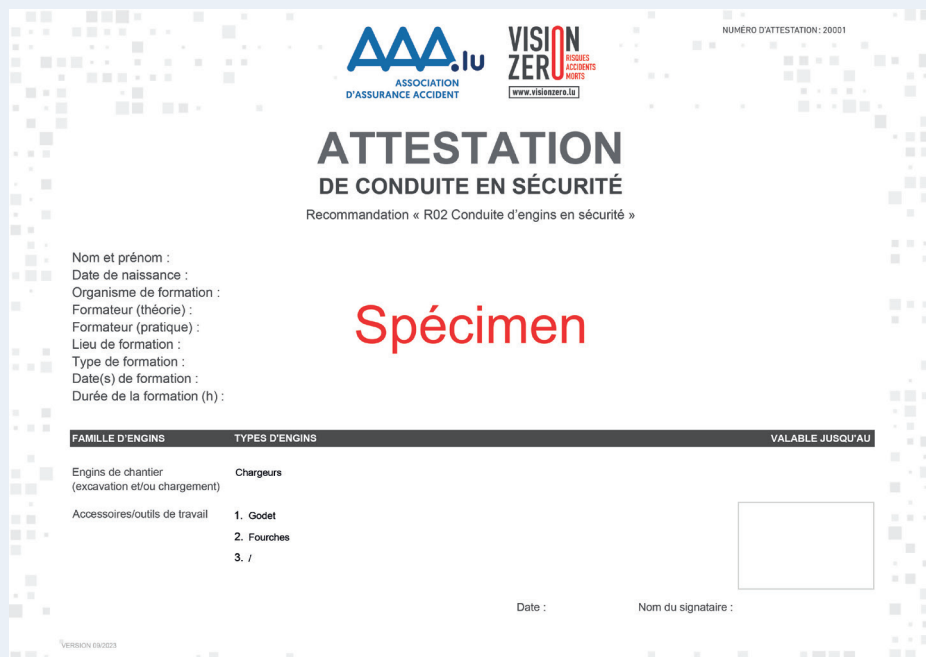 NUMÉRO D'ATTESTATION : 20001
AAA.lu
ASSOCIATION
D'ASSURANCE ACCIDENT
VISION
ZERO
RISQUES
ACCIDENTS
MORTS
www.visionzero.lu
ATTESTATION
DE CONDUITE EN SÉCURITÉ
Recommandation « R02 Conduite d'engins en sécurité »
Nom et prénom :
Date de naissance :
Organisme de formation :
Formateur (théorie) :
Formateur (pratique) :
Lieu de formation :
Type de formation :
Date(s) de formation :
Durée de la formation (h) :
Spécimen
FAMILLE D'ENGINS TYPES D'ENGINS VALABLE JUSQU'AU
Engins de chantier Chargeurs
(excavation et/ou chargement)
Accessoires/outils de travail 1. Godet
2. Fourches
3. /
Date : Nom du signataire :
VERSION 09/2023